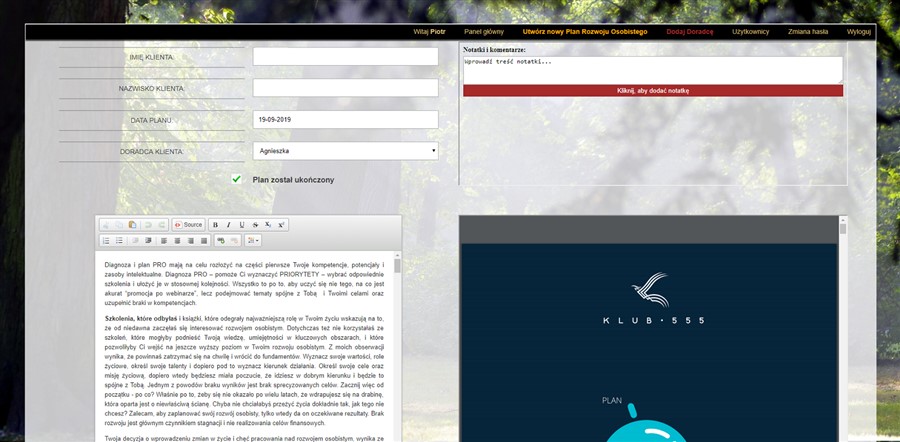 Witaj Piotr Panel główny Utwórz nowy Plan Rozwoju Osobistego Dodaj Doradcę Użytkownicy Zmiana hasła Wyloguj
IMIĘ KLIENTA:
NAZWISKO KLIENTA:
DATA PLANU: 19-09-2019
DORADCA KLIENTA: Agnieszka
Plan został ukończony
Notatki i komentarze:
Wprowadź treść notatki...
Kliknij, aby dodać notatkę
Source B I U S X₂ X²
Diagnoza i plan PRO mają na celu rozłożyć na części pierwsze Twoje kompetencje, potencjały i
zasoby intelektualne. Diagnoza PRO – pomoże Ci wyznaczyć PRIORYTETY – wybrać odpowiednie
szkolenia i ułożyć je w stosownej kolejności. Wszystko to po to, aby uczyć się nie tego, na co jest
akurat "promocja po webinarze", lecz podejmować tematy spójne z Tobą i Twoimi celami oraz
uzupełnić braki w kompetencjach.
Szkolenia, które odbyłaś i książki, które odegrały najważniejszą rolę w Twoim życiu wskazują na to,
że od niedawna zaczęłaś się interesować rozwojem osobistym. Dotychczas też nie korzystałaś ze
szkoleń, które mogłyby podnieść Twoją wiedzę, umiejętności w kluczowych obszarach, i które
pozwoliłyby Ci wejść na jeszcze wyższy poziom w Twoim rozwoju osobistym. Z moich obserwacji
wynika, że powinnaś zatrzymać się na chwilę i wrócić do fundamentów. Wyznacz swoje wartości, role
życiowe, określ swoje talenty i dopiero pod to wyznacz kierunek działania. Określ swoje cele oraz
misję życiową, dopiero wtedy będziesz miała poczucie, że idziesz w dobrym kierunku i będzie to
spójne z Tobą. Jednym z powodów braku wyników jest brak sprecyzowanych celów. Zacznij więc od
początku - po co? Właśnie po to, żeby się nie okazało po wielu latach, że wdrapujesz się na drabinę,
która oparta jest o niewłaściwą ścianę. Chyba nie chciałabyś przeżyć życia dokładnie tak, jak tego nie
chcesz? Zalecam, aby zaplanować swój rozwój osobisty, tylko wtedy da on oczekiwane rezultaty. Brak
rozwoju jest głównym czynnikiem stagnacji i nie realizowania celów finansowych.
Twoja decyzja o wprowadzeniu zmian w życie i chęć pracowania nad rozwojem osobistym, wynika ze
KLUB·555
PLAN